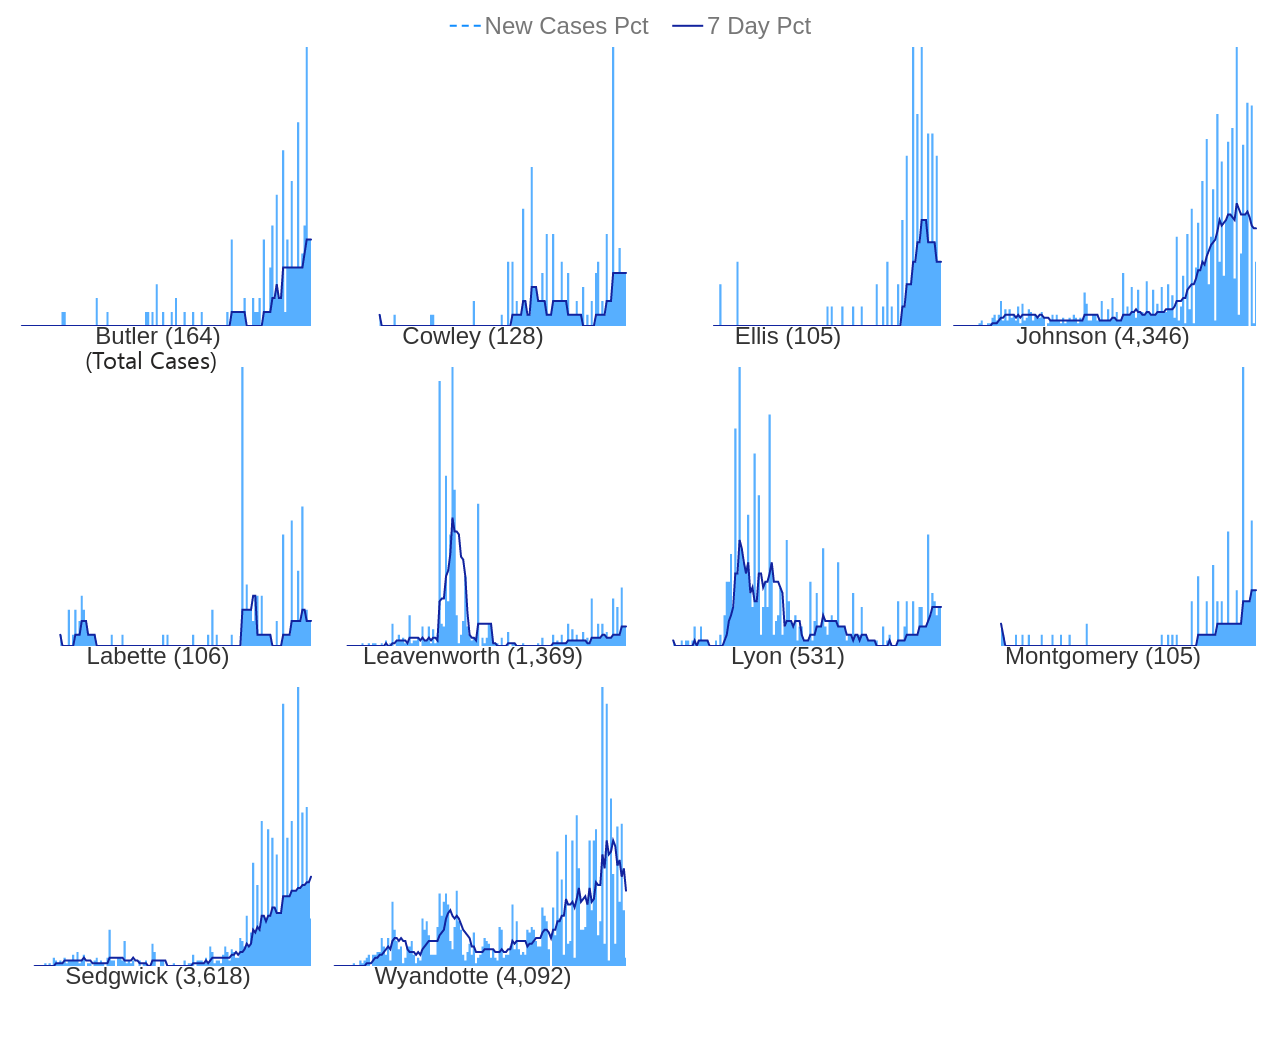 New Cases Pct 7 Day Pct
Butler (164) Cowley (128) Ellis (105) Johnson (4,346)
(Total Cases)
Labette (106) Leavenworth (1,369) Lyon (531) Montgomery (105)
Sedgwick (3,618) Wyandotte (4,092)